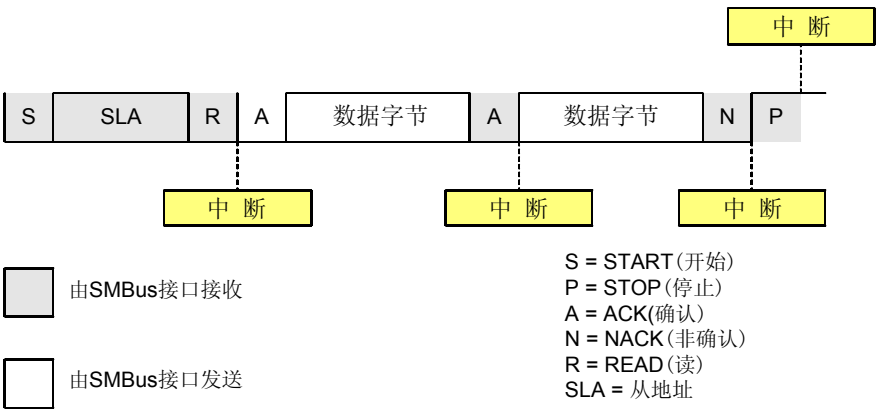 中 断
S SLA R A 数据字节 A 数据字节 N P
中 断 中 断 中 断
由SMBus接口接收
由SMBus接口发送
S = START(开始)
P = STOP(停止)
A = ACK(确认)
N = NACK(非确认)
R = READ(读)
SLA = 从地址